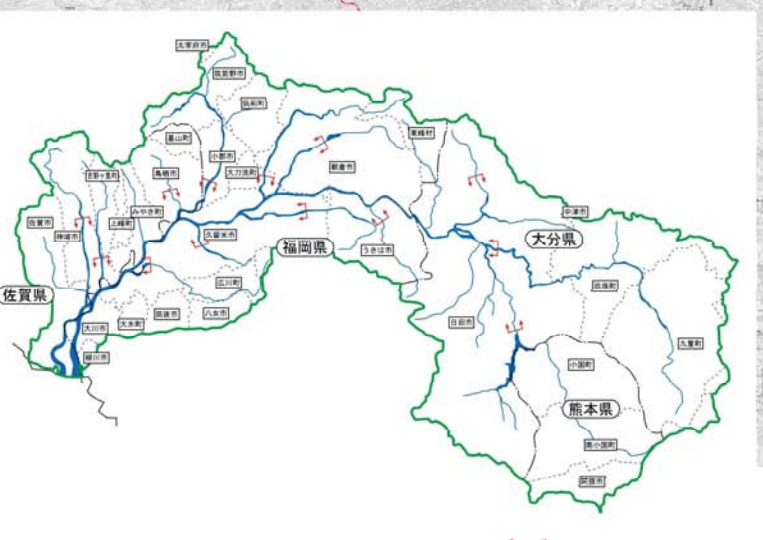 太宰府市
筑紫野市
筑前町
基山町
小郡市
大刀洗町
鳥栖市
吉野ヶ里町
みやき町
上峰町
佐賀市
神埼市
佐賀県
久留米市
福岡県
朝倉市
東峰村
うきは市
広川町
八女市
筑後市
大木町
大川市
柳川市
中津市
大分県
日田市
玖珠町
九重町
小国町
熊本県
南小国町
阿蘇市